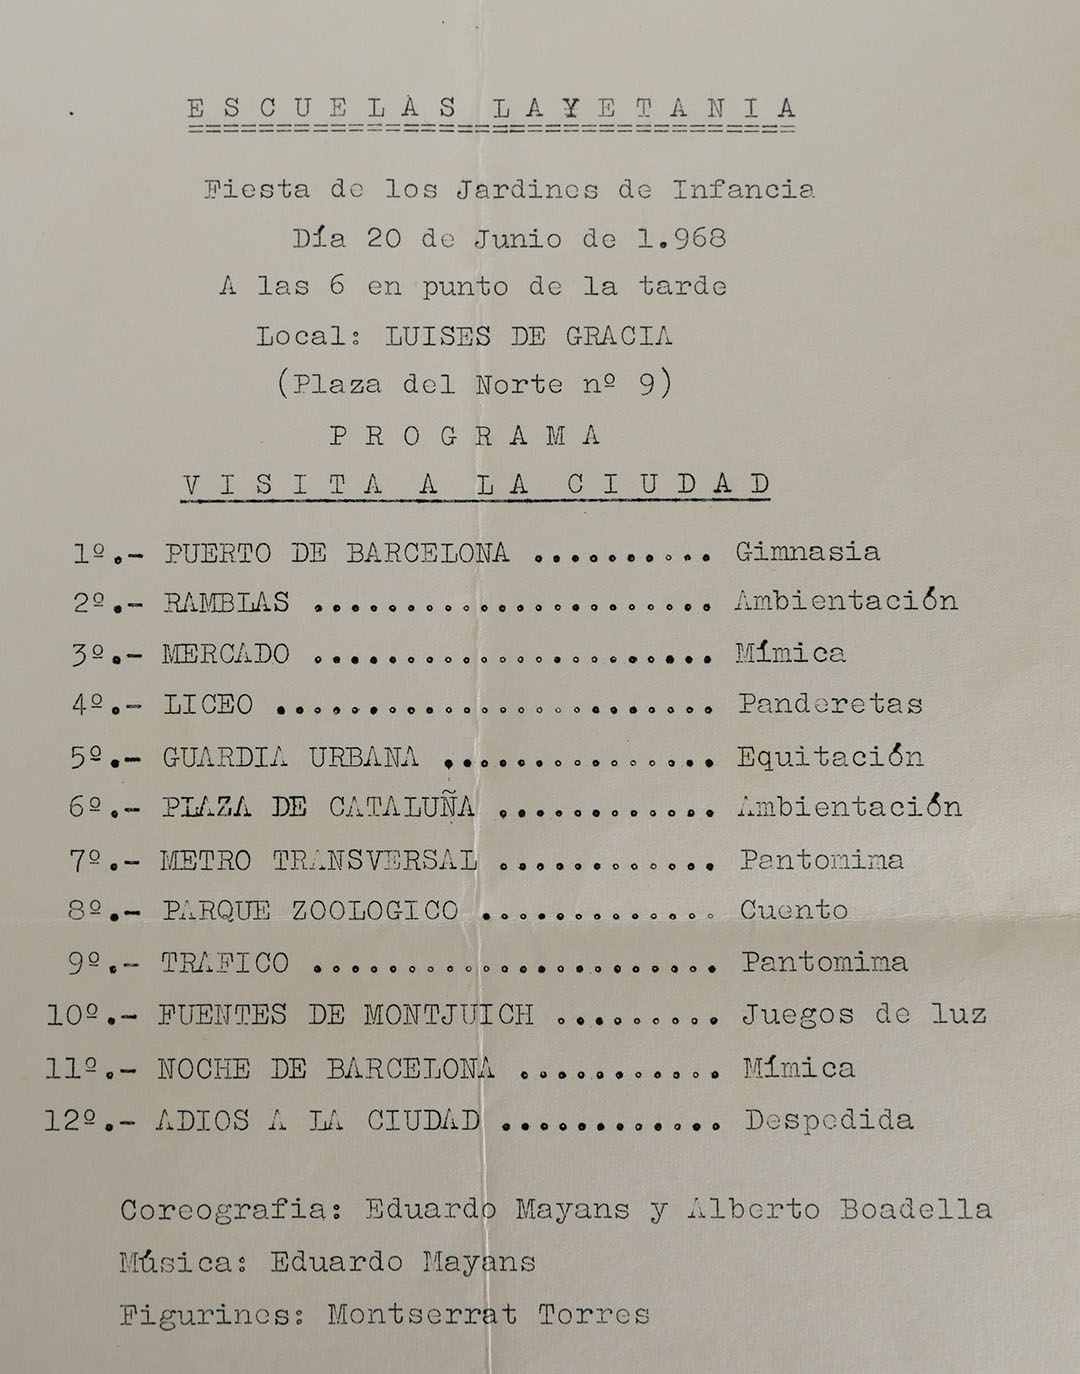 ESCUELAS LAYETANIA
Fiesta de los Jardines de Infancia
Día 20 de Junio de 1.968
A las 6 en punto de la tarde
Local: LUISES DE GRACIA
(Plaza del Norte nº 9)
PROGRAMA
VISITA A LA CIUDAD
1º.- PUERTO DE BARCELONA .......... Gimnasia
2º.- RAMBLAS ...................... Ambientación
3º.- MERCADO ...................... Mímica
4º.- LICEO ........................ Panderetas
5º.- GUARDIA URBANA ............... Equitación
6º.- PLAZA DE CATALUÑA ............ Ambientación
7º.- METRO TRANSVERSAL ............ Pantomima
8º.- PARQUE ZOOLOGICO ............. Cuento
9º.- TRAFICO ...................... Pantomima
10º.- FUENTES DE MONTJUICH ......... Juegos de luz
11º.- NOCHE DE BARCELONA ........... Mímica
12º.- ADIOS A LA CIUDAD ............ Despedida
Coreografia: Eduardo Mayans y Alberto Boadella
Música: Eduardo Mayans
Figurines: Montserrat Torres